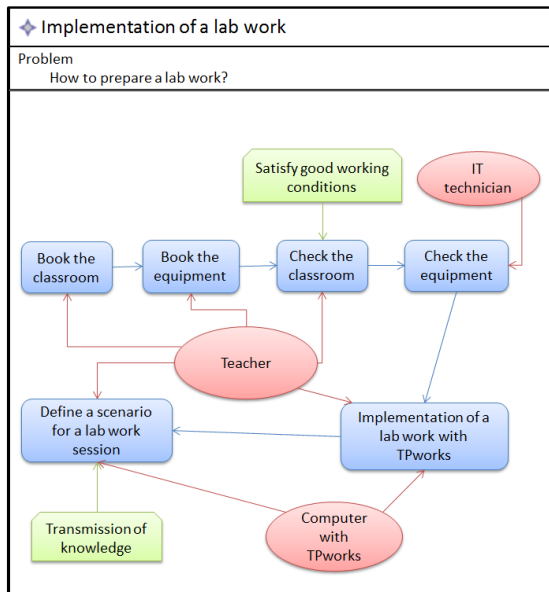 Implementation of a lab work
Problem
How to prepare a lab work?
Satisfy good working
conditions
IT
technician
Book the
classroom
Book the
equipment
Check the
classroom
Check the
equipment
Teacher
Define a scenario
for a lab work
session
Implementation of a
lab work with
TPworks
Transmission of
knowledge
Computer
with
TPworks